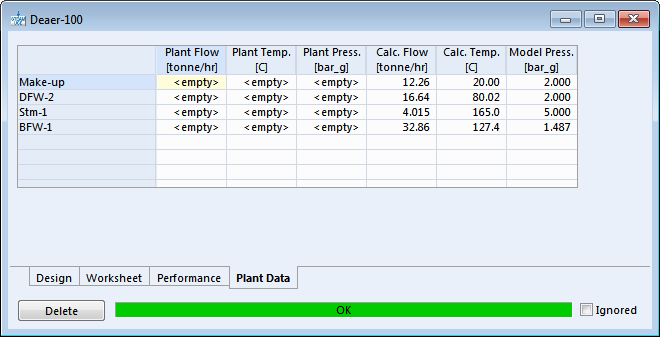 Deaer-100
Plant Flow Plant Temp. Plant Press. Calc. Flow Calc. Temp. Model Press.
[tonne/hr] [C] [bar_g] [tonne/hr] [C] [bar_g]
Make-up <empty> <empty> <empty> 12.26 20.00 2.000
DFW-2 <empty> <empty> <empty> 16.64 80.02 2.000
Stm-1 <empty> <empty> <empty> 4.015 165.0 5.000
BFW-1 <empty> <empty> <empty> 32.86 127.4 1.487
Design Worksheet Performance Plant Data
Delete OK Ignored